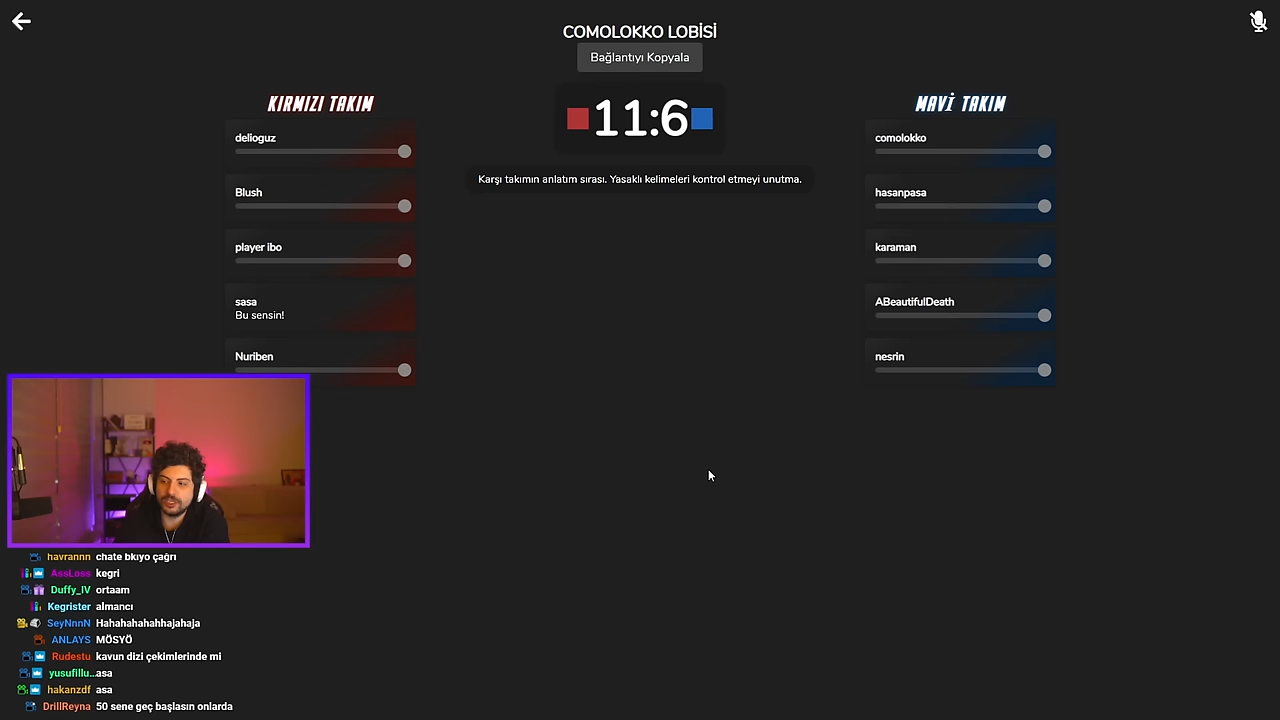 COMOLOKKO LOBİSİ
Bağlantıyı Kopyala
KIRMIZI TAKIM
11:6
MAVİ TAKIM
delioguz
comolokko
Karşı takımın anlatım sırası. Yasaklı kelimeleri kontrol etmeyi unutma.
Blush
hasanpasa
player ibo
karaman
sasa
Bu sensin!
ABeautifulDeath
Nuriben
nesrin
havrannn chate bkıyo çağrı
AssLoss kegri
Duffy_IV ortaam
Kegrister almancı
SeyNnnN Hahahahahahhajahaja
ANLAYS MÖSYÖ
Rudestu kavun dizi çekimlerinde mi
yusufillu... asa
hakanzdf asa
DrillReyna 50 sene geç başlasın onlarda